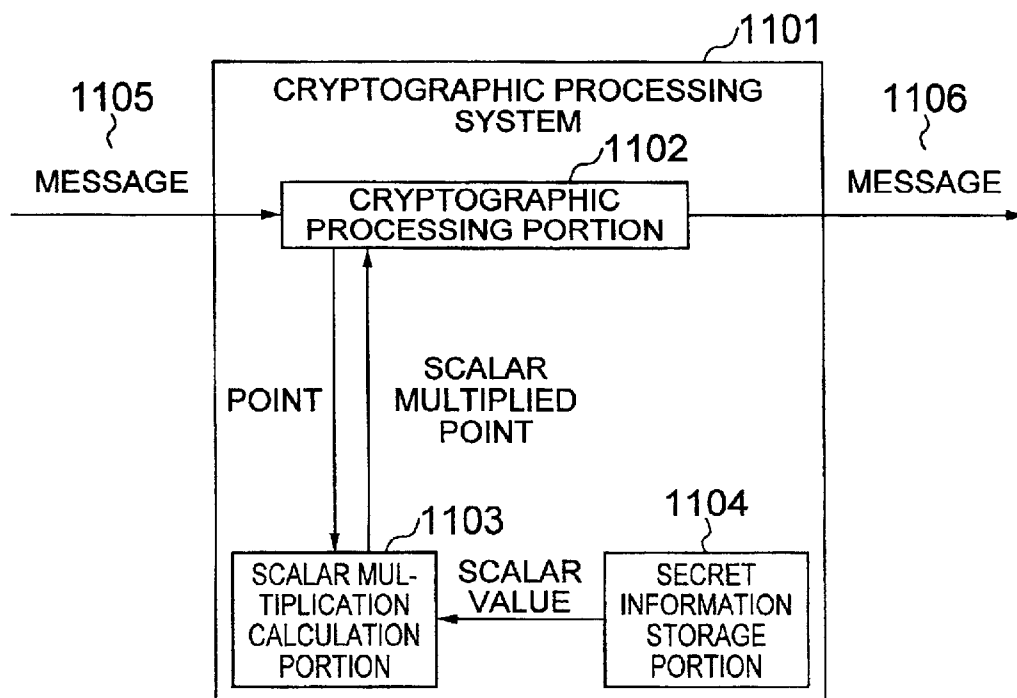 1101
CRYPTOGRAPHIC PROCESSING
SYSTEM
1105
MESSAGE
1106
MESSAGE
1102
CRYPTOGRAPHIC
PROCESSING PORTION
POINT
SCALAR
MULTIPLIED
POINT
1103
SCALAR MUL-
TIPLICATION
CALCULATION
PORTION
SCALAR
VALUE
1104
SECRET
INFORMATION
STORAGE
PORTION